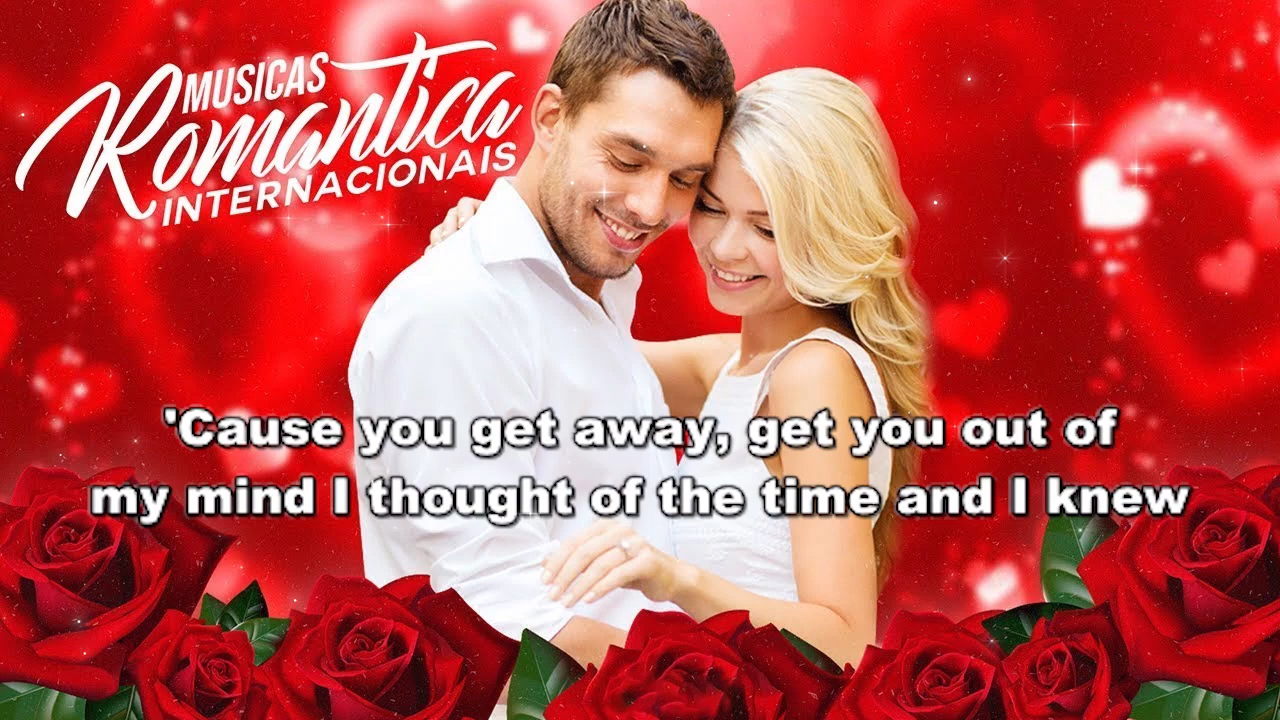 MUSICAS
Romantica
INTERNACIONAIS
'Cause you get away, get you out of
my mind I thought of the time and I knew